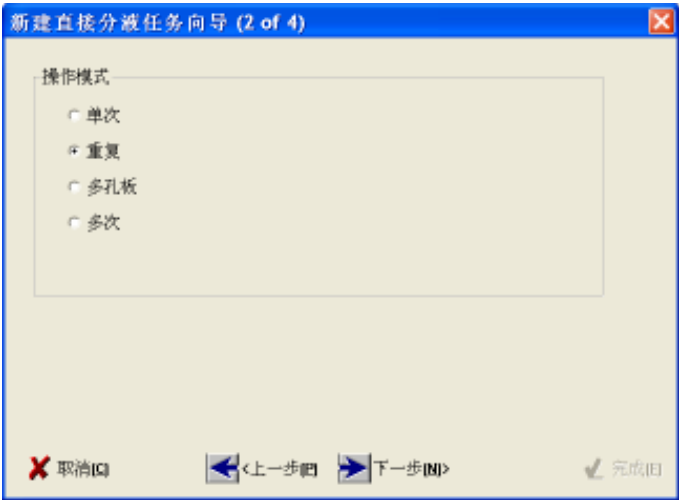 新建直接分液任务向导 (2 of 4)
操作模式
单次
重复
多孔板
多次
取消(C) <上一步(P) 下一步(N)> 完成(F)